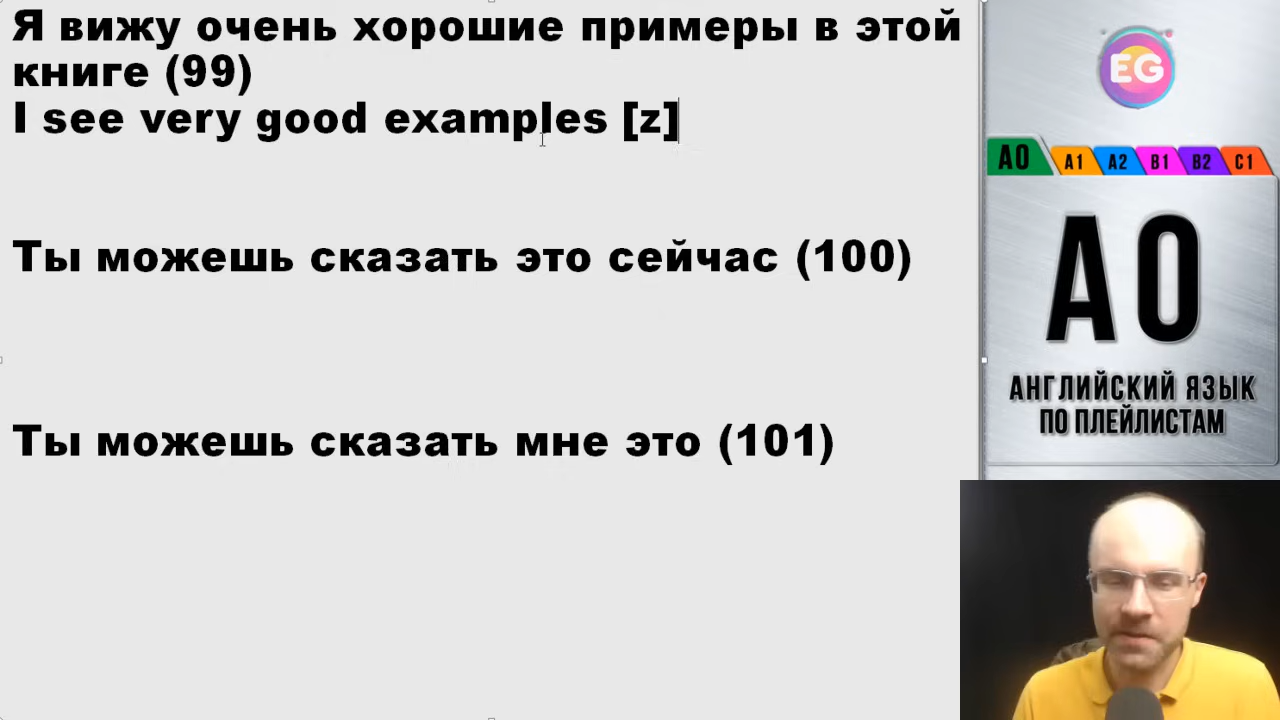 Я вижу очень хорошие примеры в этой
книге (99)
I see very good examples [z]
Ты можешь сказать это сейчас (100)
Ты можешь сказать мне это (101)
EG
A0 A1 A2 B1 B2 C1
A0
АНГЛИЙСКИЙ ЯЗЫК
ПО ПЛЕЙЛИСТАМ